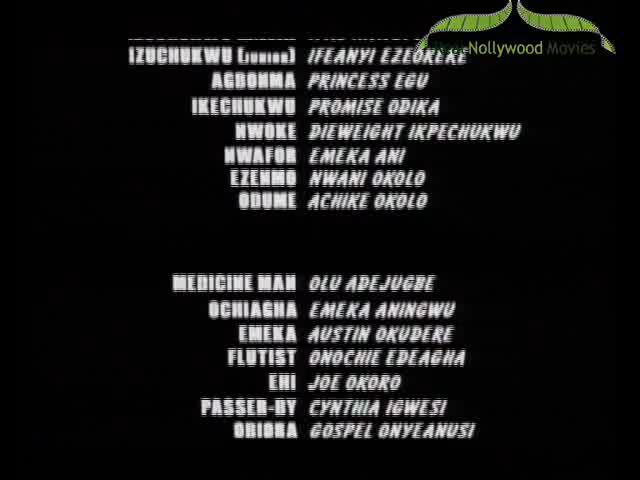 IZUCHUKWU (JUNIOR) IFEANYI EZEOKEKE
Nollywood Movies
AGBONMA PRINCESS EGU
IKECHUKWU PROMISE ODIKA
NWOKE DIEWEIGHT IKPECHUKWU
NWAFOR EMEKA ANI
EZENMO NWANI OKOLO
ODUME ACHIKE OKOLO
MEDICINE MAN OLU ADEJUGBE
OCHIAGHA EMEKA ANINGWU
EMEKA AUSTIN OKUDERE
FLUTIST ONOCHIE EDEAGHA
EHI JOE OKORO
PASSER-BY CYNTHIA IGWESI
OBIORA GOSPEL ONYEANUSI